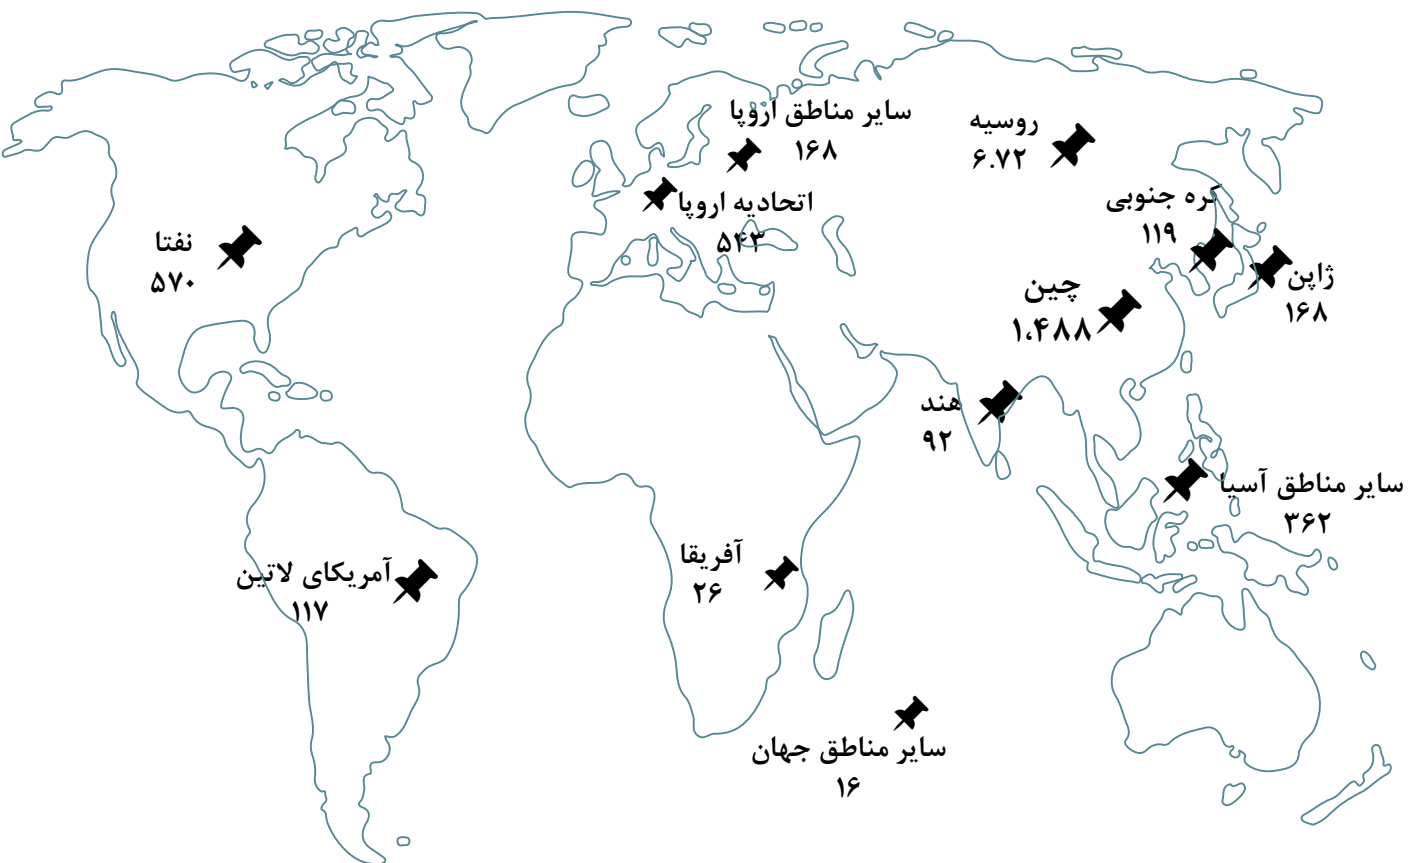 سایر مناطق اروپا
۱۶۸
روسیه
۶.۷۲
اتحادیه اروپا
۵۴۳
کره جنوبی
۱۱۹
نفتا
۵۷۰
ژاپن
۱۶۸
چین
۱،۴۸۸
هند
۹۲
سایر مناطق آسیا
۳۶۲
آفریقا
۲۶
آمریکای لاتین
۱۱۷
سایر مناطق جهان
۱۶